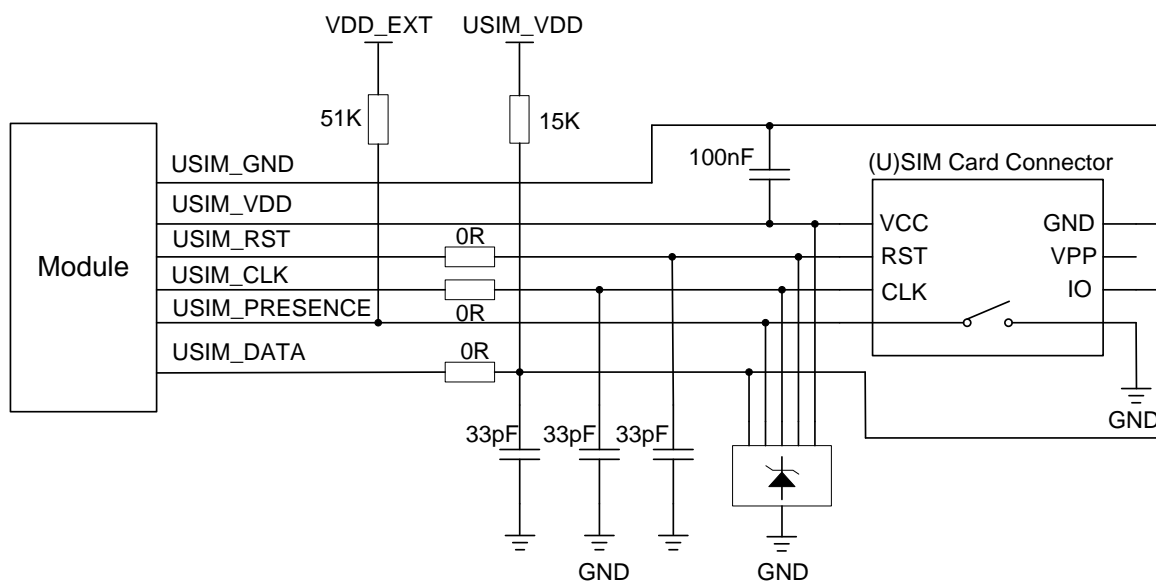 VDD_EXT USIM_VDD
51K 15K
USIM_GND 100nF (U)SIM Card Connector
USIM_VDD VCC GND
USIM_RST 0R RST VPP
Module
USIM_CLK CLK IO
USIM_PRESENCE 0R
USIM_DATA 0R
GND
33pF 33pF 33pF
GND GND